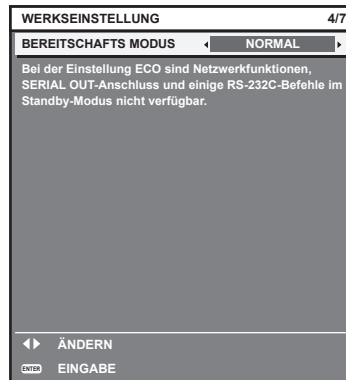 WERKSEINSTELLUNG 4/7
BEREITSCHAFTS MODUS NORMAL
Bei der Einstellung ECO sind Netzwerkfunktionen,
SERIAL OUT-Anschluss und einige RS-232C-Befehle im
Standby-Modus nicht verfügbar.
ÄNDERN
ENTER EINGABE